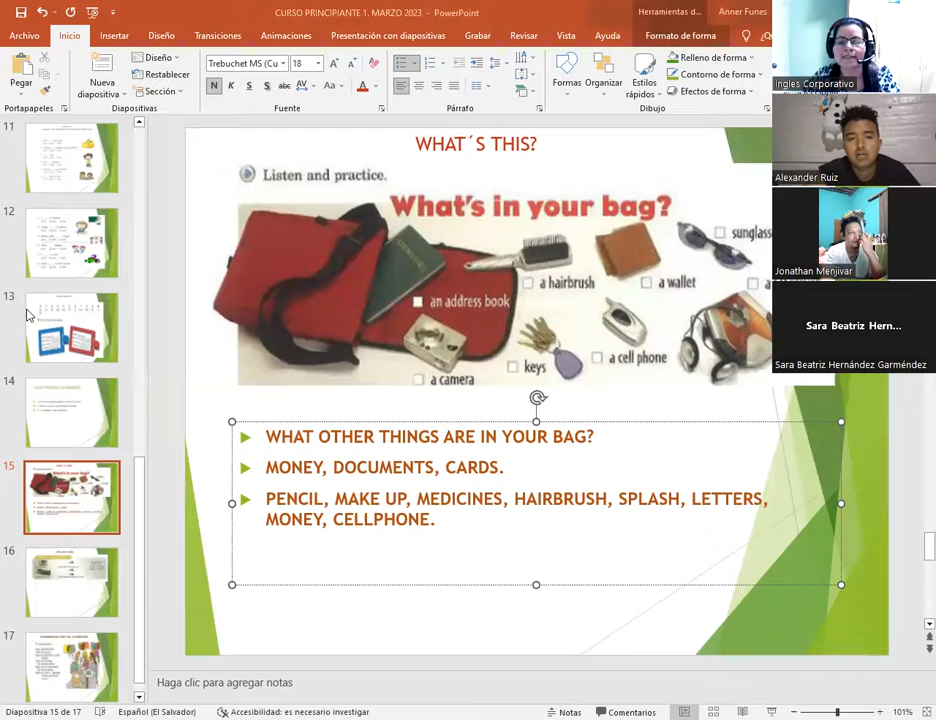 CURSO PRINCIPIANTE 1. MARZO 2023 - PowerPoint
Herramientas d...
Anner Funes
Archivo
Inicio
Insertar
Diseño
Transiciones
Animaciones
Presentación con diapositivas
Grabar
Revisar
Vista
Ayuda
Formato de forma
Pegar
Nueva
diapositiva
Diseño
Restablecer
Sección
Trebuchet MS (Cu
18
N
K
S
abc
AV
Aa
A
Formas
Organizar
Estilos
rápidos
Relleno de forma
Contorno de forma
Efectos de forma
Portapapeles
Diapositivas
Fuente
Párrafo
Dibujo
Ingles Corporativo
Alexander Ruiz
Jonathan Menjivar
Sara Beatriz Hern...
Sara Beatriz Hernández Garméndez
11
12
13
14
15
16
17
WHAT´S THIS?
Listen and practice.
What's in your bag?
sunglass
a hairbrush
a wallet
a
an address book
keys
a cell phone
a camera
WHAT OTHER THINGS ARE IN YOUR BAG?
MONEY, DOCUMENTS, CARDS.
PENCIL, MAKE UP, MEDICINES, HAIRBRUSH, SPLASH, LETTERS,
MONEY, CELLPHONE.
Haga clic para agregar notas
Diapositiva 15 de 17
Español (El Salvador)
Accesibilidad: es necesario investigar
Notas
Comentarios
101%